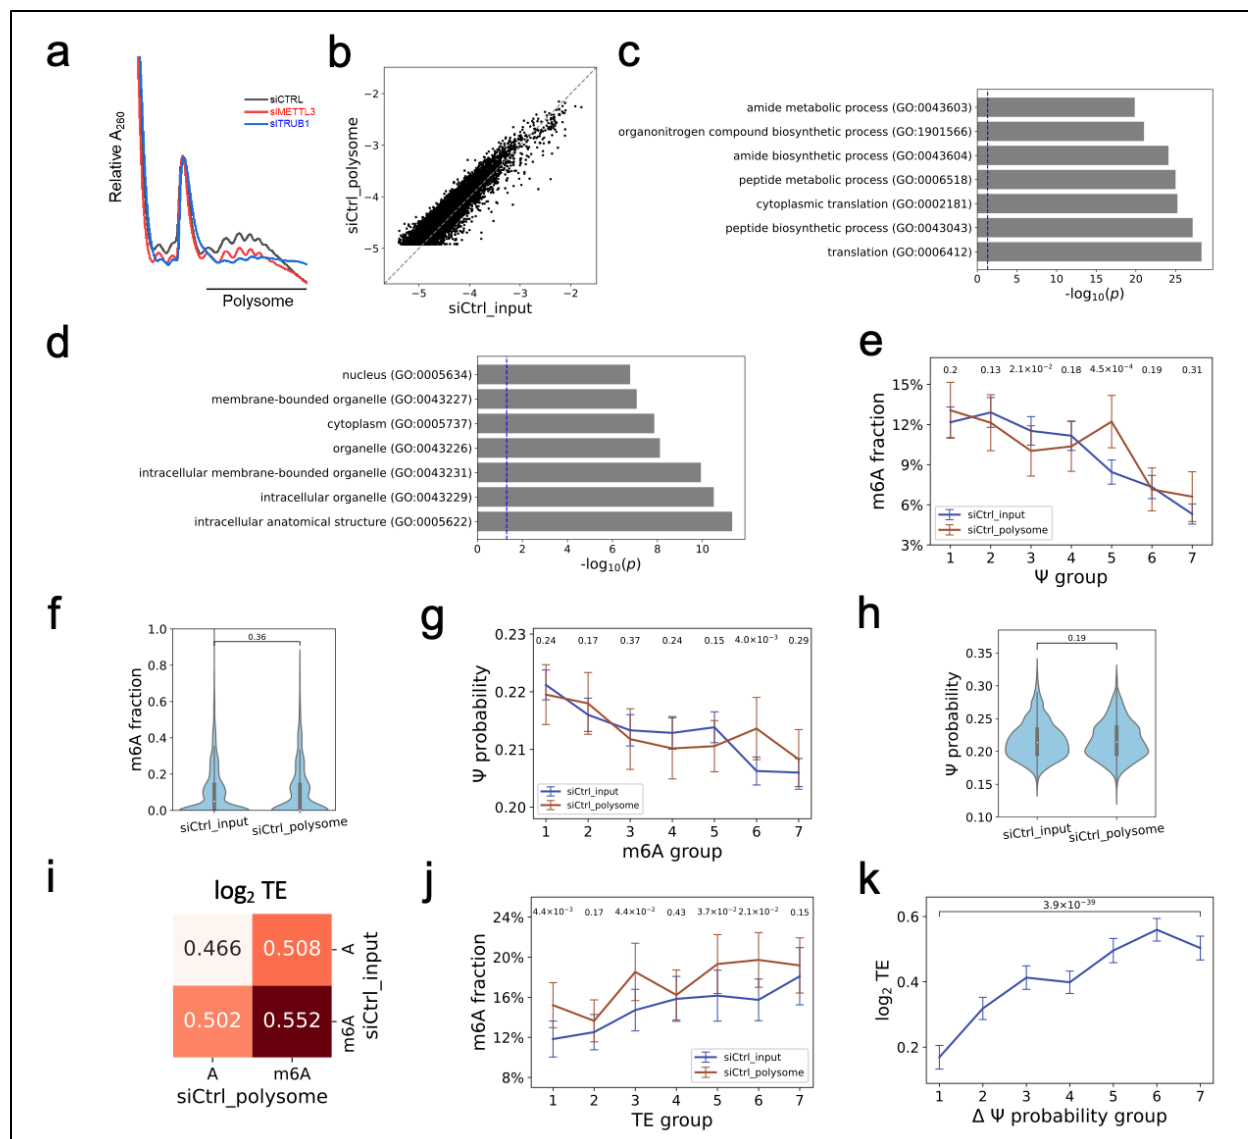 a
siCTRL
siMETTL3
siTRUB1
Relative A260
Polysome
b
siCtrl_polysome
−2
−3
−4
−5
−5 −4 −3 −2
siCtrl_input
c
amide metabolic process (GO:0043603)
organonitrogen compound biosynthetic process (GO:1901566)
amide biosynthetic process (GO:0043604)
peptide metabolic process (GO:0006518)
cytoplasmic translation (GO:0002181)
peptide biosynthetic process (GO:0043043)
translation (GO:0006412)
0 5 10 15 20 25
-log10(p)
d
nucleus (GO:0005634)
membrane-bounded organelle (GO:0043227)
cytoplasm (GO:0005737)
organelle (GO:0043226)
intracellular membrane-bounded organelle (GO:0043231)
intracellular organelle (GO:0043229)
intracellular anatomical structure (GO:0005622)
0 2 4 6 8 10
-log10(p)
e
0.2 0.13 2.1×10−2 0.18 4.5×10−4 0.19 0.31
m6A fraction
15%
12%
9%
6%
3%
siCtrl_input
siCtrl_polysome
1 2 3 4 5 6 7
Ψ group
f
m6A fraction
1.0
0.8
0.6
0.4
0.2
0.0
0.36
siCtrl_input siCtrl_polysome
g
Ψ probability
0.23
0.22
0.21
0.20
0.24 0.17 0.37 0.24 0.15 4.0×10−3 0.29
siCtrl_input
siCtrl_polysome
1 2 3 4 5 6 7
m6A group
h
Ψ probability
0.35
0.30
0.25
0.20
0.15
0.10
0.19
siCtrl_input siCtrl_polysome
i
log2 TE
0.466 0.508
0.502 0.552
A
m6A
siCtrl_input
A m6A
siCtrl_polysome
j
m6A fraction
24%
20%
16%
12%
8%
4.4×10−3 0.17 4.4×10−2 0.43 3.7×10−2 2.1×10−2 0.15
siCtrl_input
siCtrl_polysome
1 2 3 4 5 6 7
TE group
k
log2 TE
0.6
0.4
0.2
3.9×10−39
1 2 3 4 5 6 7
Δ Ψ probability group